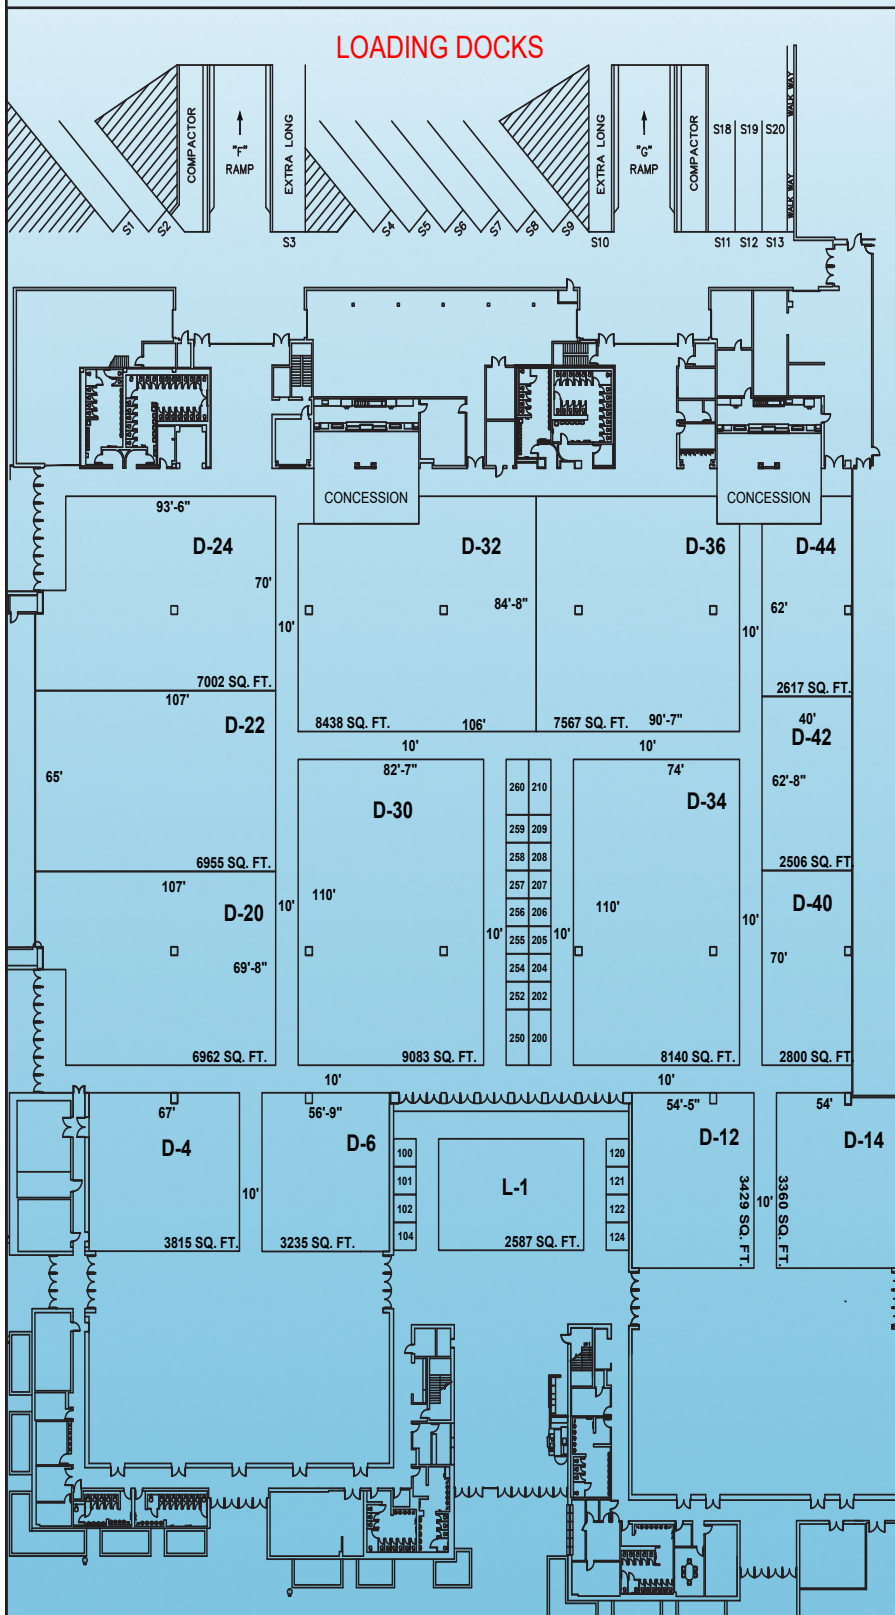 LOADING DOCKS
COMPACTOR
"F"
RAMP
EXTRA LONG
EXTRA LONG
"G"
RAMP
COMPACTOR
S18 S19 S20
WALK WAY
WALK WAY
S1 S2 S3 S4 S5 S6 S7 S8 S9 S10 S11 S12 S13
CONCESSION
CONCESSION
93'-6"
D-24
70'
7002 SQ. FT.
10'
D-32
84'-8"
8438 SQ. FT.
106'
D-36
7567 SQ. FT.
90'-7"
10'
D-44
62'
2617 SQ. FT.
107'
D-22
65'
6955 SQ. FT.
10'
10'
40'
D-42
62'-8"
2506 SQ. FT.
82'-7"
D-30
110'
9083 SQ. FT.
10'
260 210
259 209
258 208
257 207
256 206
255 205
254 204
252 202
250 200
10'
74'
D-34
110'
8140 SQ. FT.
10'
107'
D-20
69'-8"
6962 SQ. FT.
10'
D-40
70'
2800 SQ. FT.
10'
10'
67'
D-4
3815 SQ. FT.
10'
56'-9"
D-6
3235 SQ. FT.
100
101
102
104
L-1
2587 SQ. FT.
120
121
122
124
54'-5"
D-12
3429 SQ. FT.
10'
54'
D-14
3360 SQ. FT.